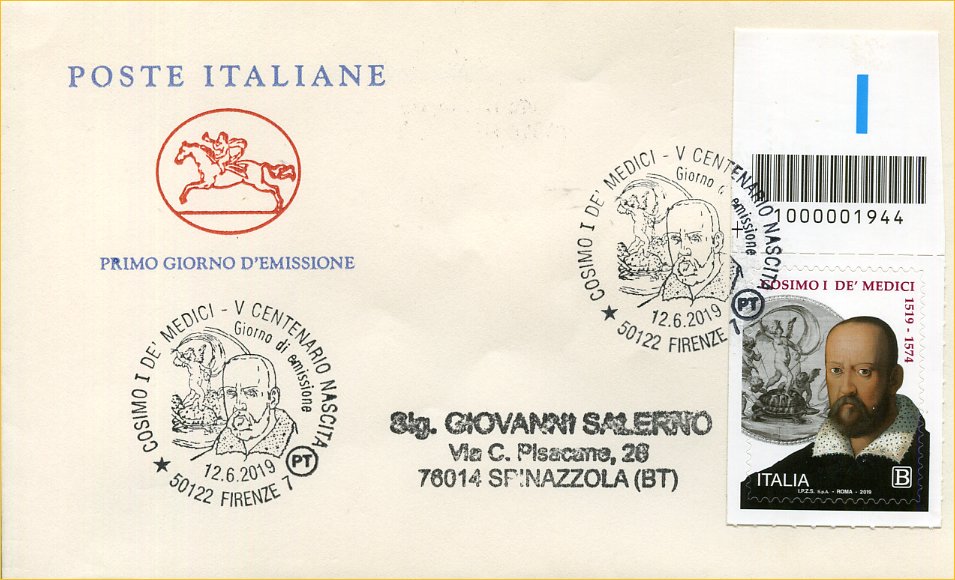 POSTE ITALIANE
PRIMO GIORNO D'EMISSIONE
COSIMO I DE' MEDICI - V CENTENARIO NASCITA
Giorno di emissione
12.6.2019
50122 FIRENZE 7
PT
COSIMO I DE' MEDICI - V CENTENARIO NASCITA
Giorno di emissione
12.6.2019
50122 FIRENZE 7
PT
Sig. GIOVANNI SALERNO
Via C. Pisacane, 28
76014 SPINAZZOLA (BT)
1000001944
COSIMO I DE' MEDICI
1519 - 1574
ITALIA
B
I.P.Z.S. S.p.A. - ROMA - 2019